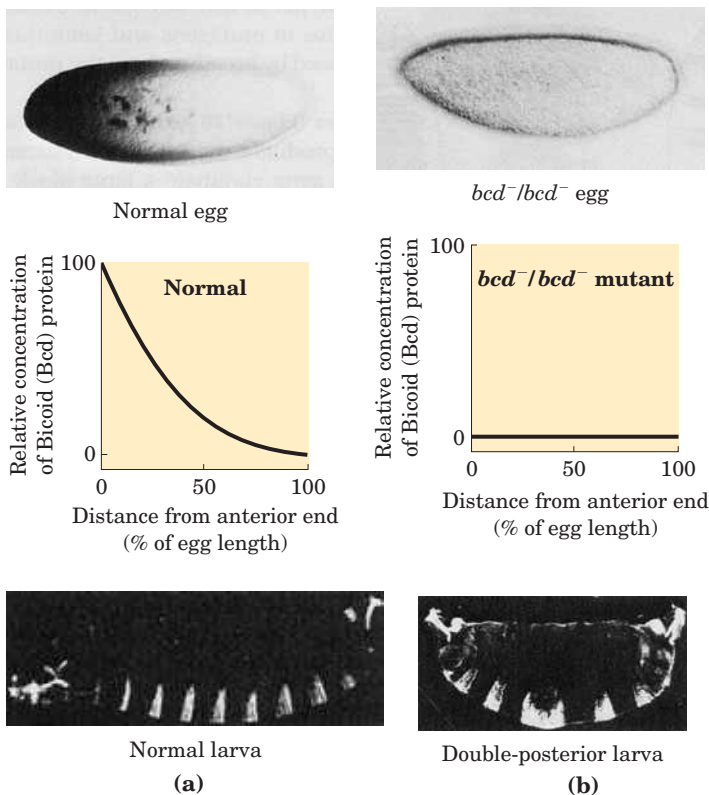 Normal egg
bcd⁻/bcd⁻ egg
Relative concentration
of Bicoid (Bcd) protein
100
0
Normal
0
50
100
Distance from anterior end
(% of egg length)
Relative concentration
of Bicoid (Bcd) protein
100
0
bcd⁻/bcd⁻ mutant
0
50
100
Distance from anterior end
(% of egg length)
Normal larva
(a)
Double-posterior larva
(b)